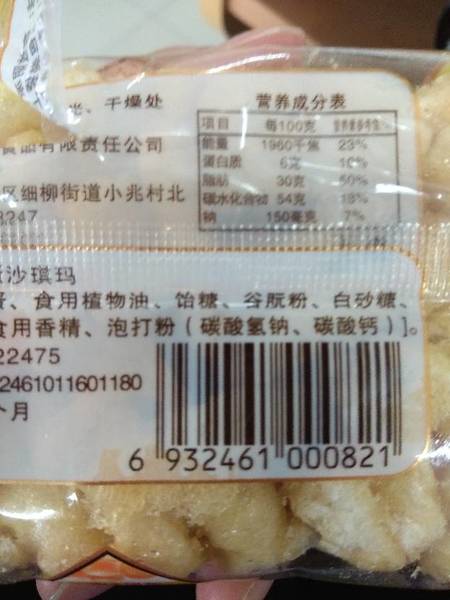 、干燥处
食品有限责任公司
区细柳街道小兆村北
8247
营养成分表
项目 每100克 营养素参考值%
能量 1960千焦 23%
蛋白质 6克 10%
脂肪 30克 50%
碳水化合物 54克 18%
钠 150毫克 7%
沙琪玛
蛋、食用植物油、饴糖、谷朊粉、白砂糖、
食用香精、泡打粉（碳酸氢钠、碳酸钙）]。
22475
24611011601180
个月
6 932461 000821